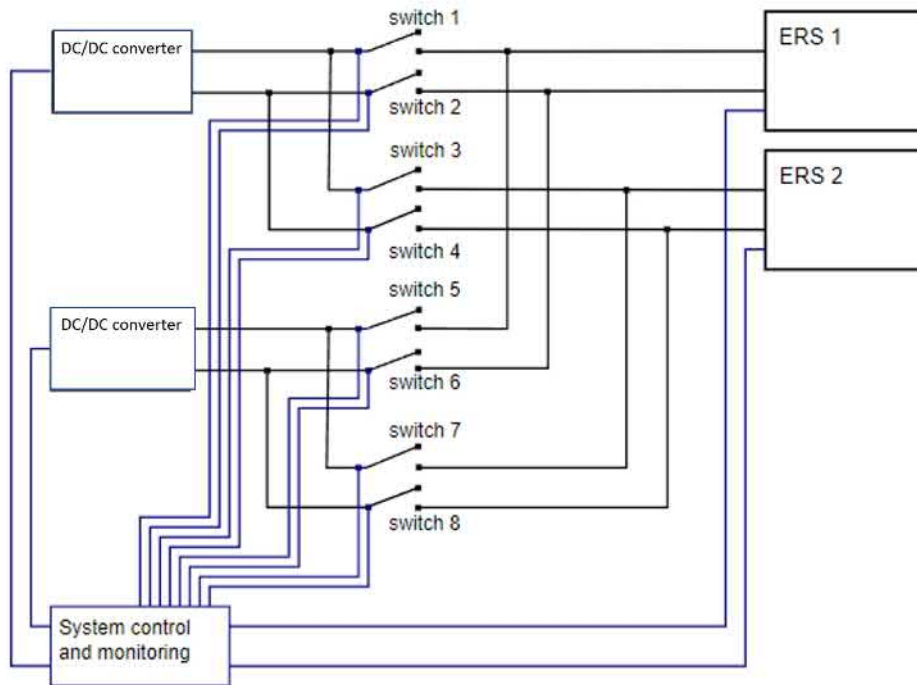 switch 1
DC/DC converter
ERS 1
switch 2
switch 3
ERS 2
switch 4
switch 5
DC/DC converter
switch 6
switch 7
switch 8
System control
and monitoring